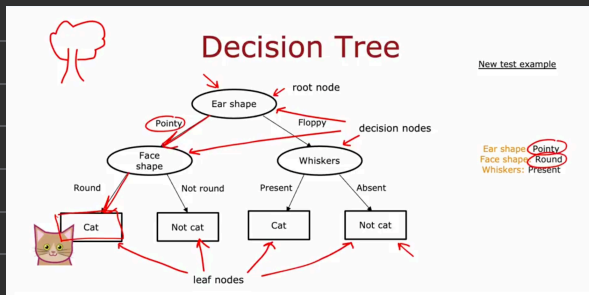 Decision Tree
New test example
root node
Ear shape
Pointy
Floppy
decision nodes
Face
shape
Whiskers
Ear shape: Pointy
Face shape: Round
Whiskers: Present
Round
Not round
Present
Absent
Cat
Not cat
Cat
Not cat
leaf nodes